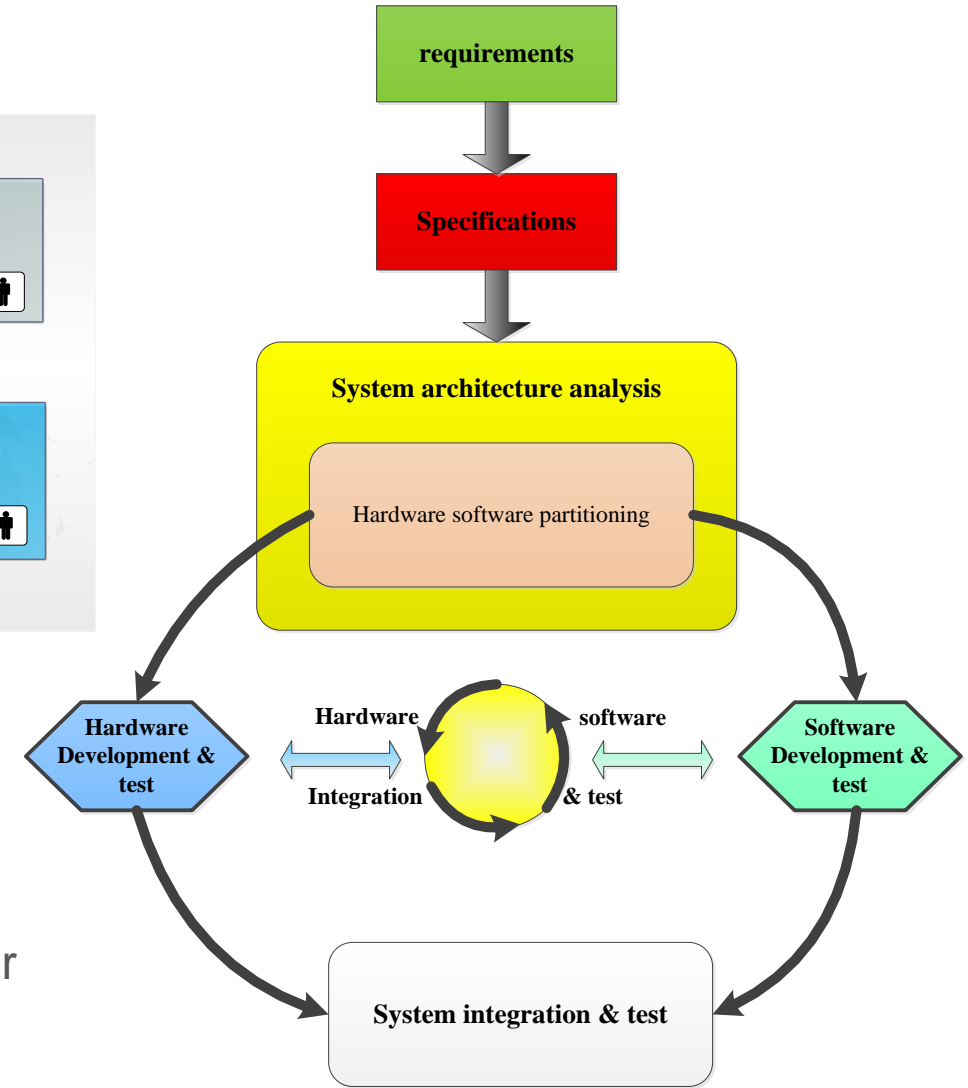 requirements
Specifications
System architecture analysis
Hardware software partitioning
Hardware
Development &
test
Hardware
software
Integration
& test
Software
Development &
test
r
System integration & test